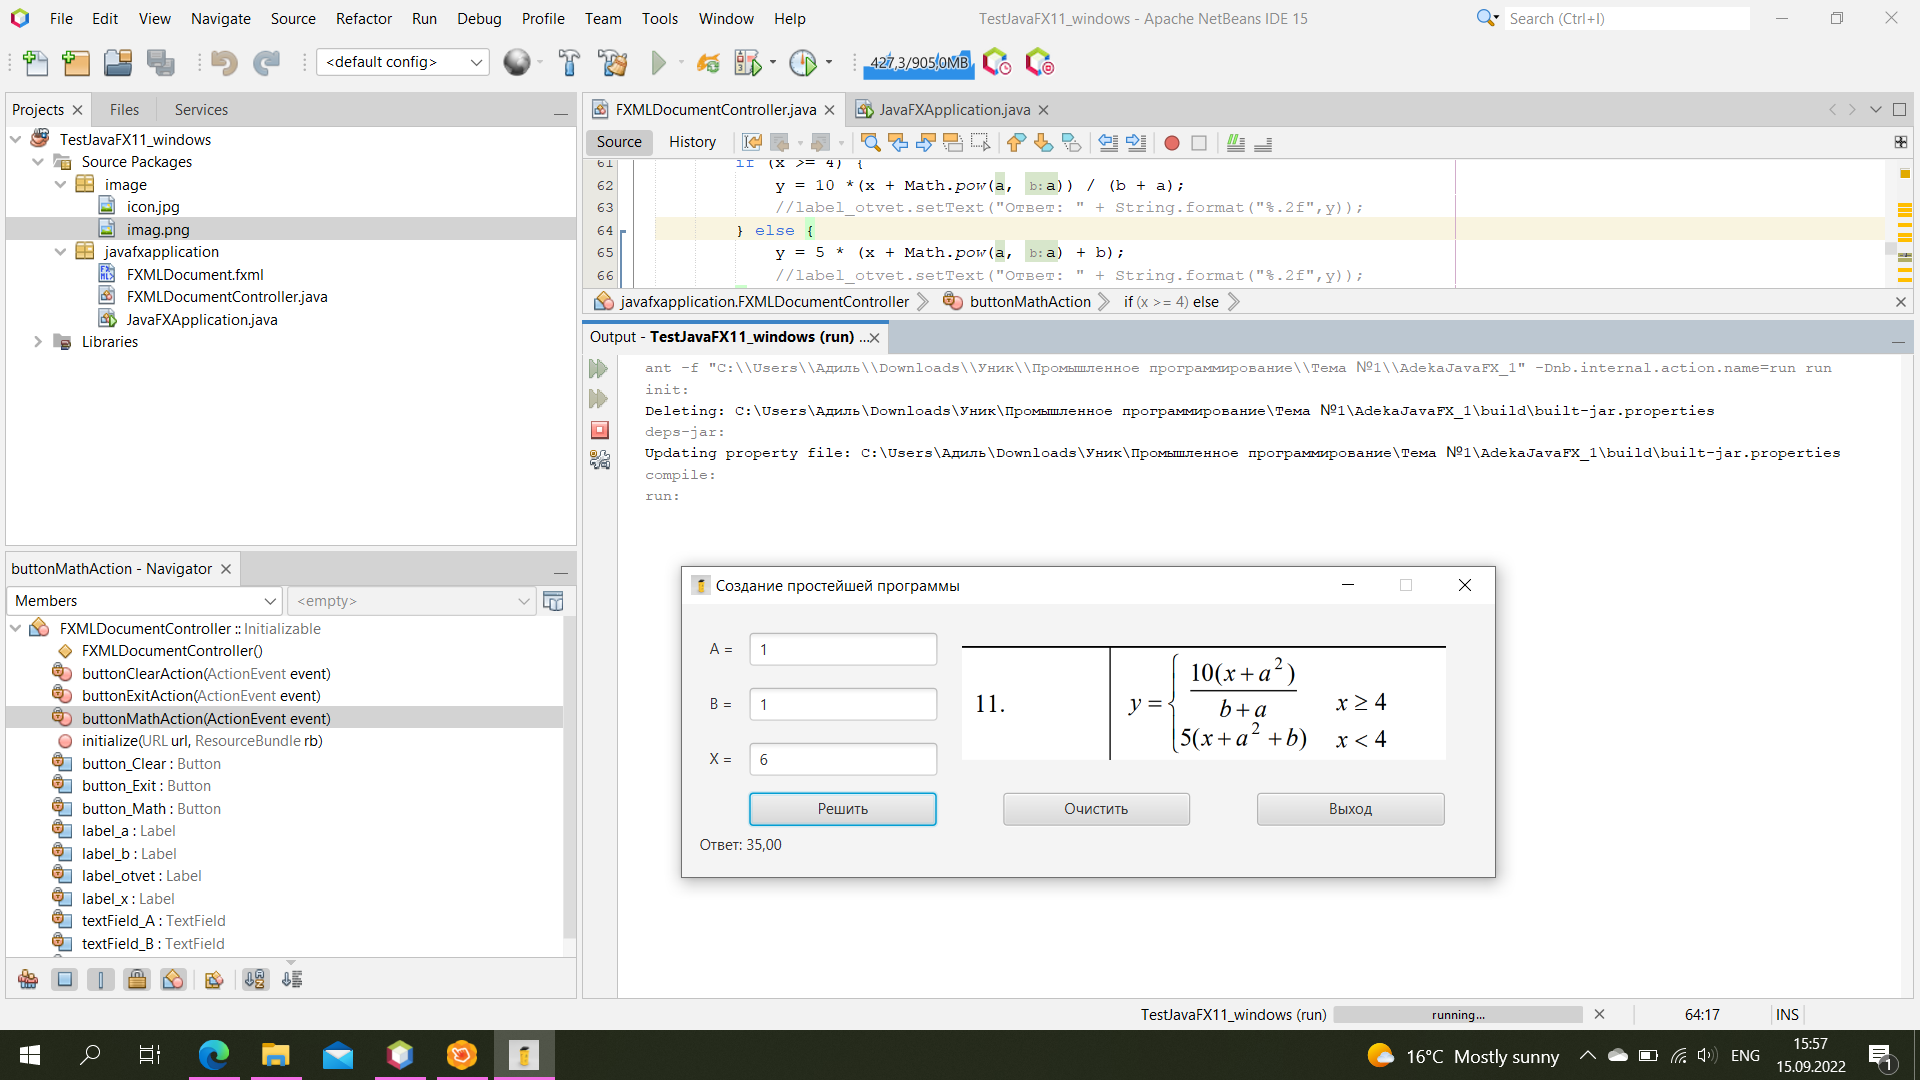 File Edit View Navigate Source Refactor Run Debug Profile Team Tools Window Help
TestJavaFX11_windows - Apache NetBeans IDE 15
Search (Ctrl+I)
<default config>
427,3/905,0MB
Projects
Files
Services
TestJavaFX11_windows
Source Packages
image
icon.jpg
imag.png
javafxapplication
FXMLDocument.fxml
FXMLDocumentController.java
JavaFXApplication.java
Libraries
FXMLDocumentController.java
JavaFXApplication.java
Source
History
61 if (x >= 4) {
62 y = 10 *(x + Math.pow(a, b:a)) / (b + a);
63 //label_otvet.setText("Ответ: " + String.format("%.2f",y));
64 } else {
65 y = 5 * (x + Math.pow(a, b:a) + b);
66 //label_otvet.setText("Ответ: " + String.format("%.2f",y));
javafxapplication.FXMLDocumentController
buttonMathAction
if (x >= 4) else
Output - TestJavaFX11_windows (run) ...
ant -f "C:\\Users\\Адиль\\Downloads\\Уник\\Промышленное программирование\\Тема №1\\AdekaJavaFX_1" -Dnb.internal.action.name=run run
init:
Deleting: C:\Users\Адиль\Downloads\Уник\Промышленное программирование\Тема №1\AdekaJavaFX_1\build\built-jar.properties
deps-jar:
Updating property file: C:\Users\Адиль\Downloads\Уник\Промышленное программирование\Тема №1\AdekaJavaFX_1\build\built-jar.properties
compile:
run:
buttonMathAction - Navigator
Members
<empty>
FXMLDocumentController :: Initializable
FXMLDocumentController()
buttonClearAction(ActionEvent event)
buttonExitAction(ActionEvent event)
buttonMathAction(ActionEvent event)
initialize(URL url, ResourceBundle rb)
button_Clear : Button
button_Exit : Button
button_Math : Button
label_a : Label
label_b : Label
label_otvet : Label
label_x : Label
textField_A : TextField
textField_B : TextField
Создание простейшей программы
A = 1
B = 1
X = 6
11.
y = { 10(x+a²) / b+a x ≥ 4
5(x+a²+b) x < 4
Решить
Очистить
Выход
Ответ: 35,00
TestJavaFX11_windows (run)
running...
64:17
INS
16°C Mostly sunny
ENG
15:57
15.09.2022
1